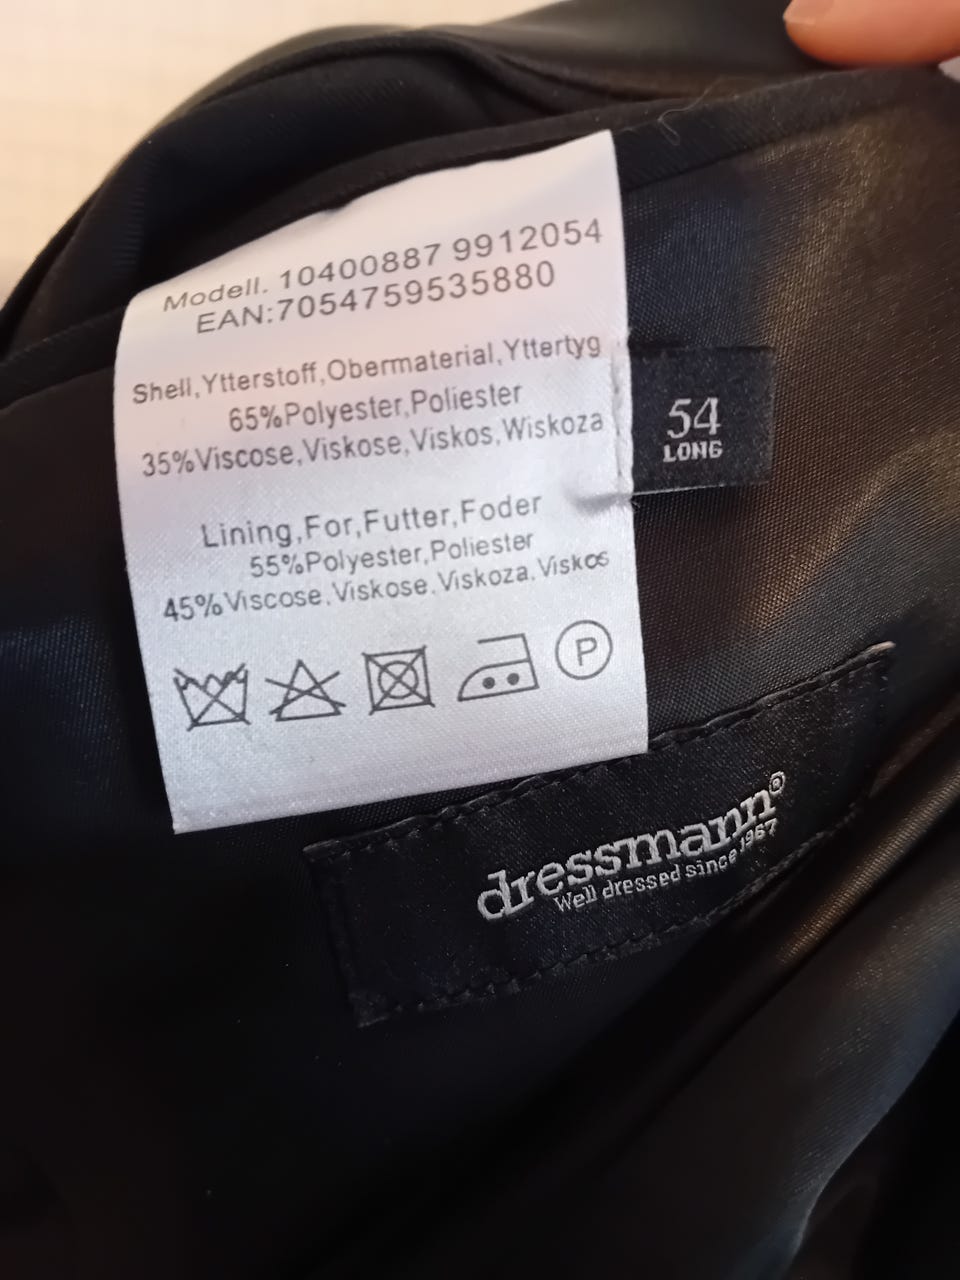 Modell. 10400887 9912054
EAN:7054759535880
Shell,Ytterstoff,Obermaterial,Yttertyg
65%Polyester,Poliester
35%Viscose,Viskose,Viskos,Wiskoza
Lining,For,Futter,Foder
55%Polyester,Poliester
45%Viscose,Viskose,Viskoza,Viskos
P
54
LONG
dressmann®
Well dressed since 1967